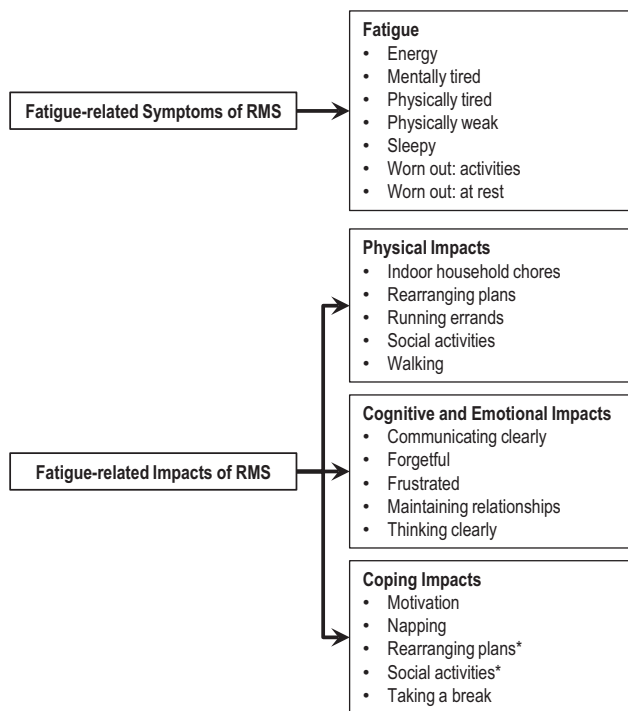 Fatigue-related Symptoms of RMS
Fatigue
• Energy
• Mentally tired
• Physically tired
• Physically weak
• Sleepy
• Worn out: activities
• Worn out: at rest
Fatigue-related Impacts of RMS
Physical Impacts
• Indoor household chores
• Rearranging plans
• Running errands
• Social activities
• Walking
Cognitive and Emotional Impacts
• Communicating clearly
• Forgetful
• Frustrated
• Maintaining relationships
• Thinking clearly
Coping Impacts
• Motivation
• Napping
• Rearranging plans*
• Social activities*
• Taking a break